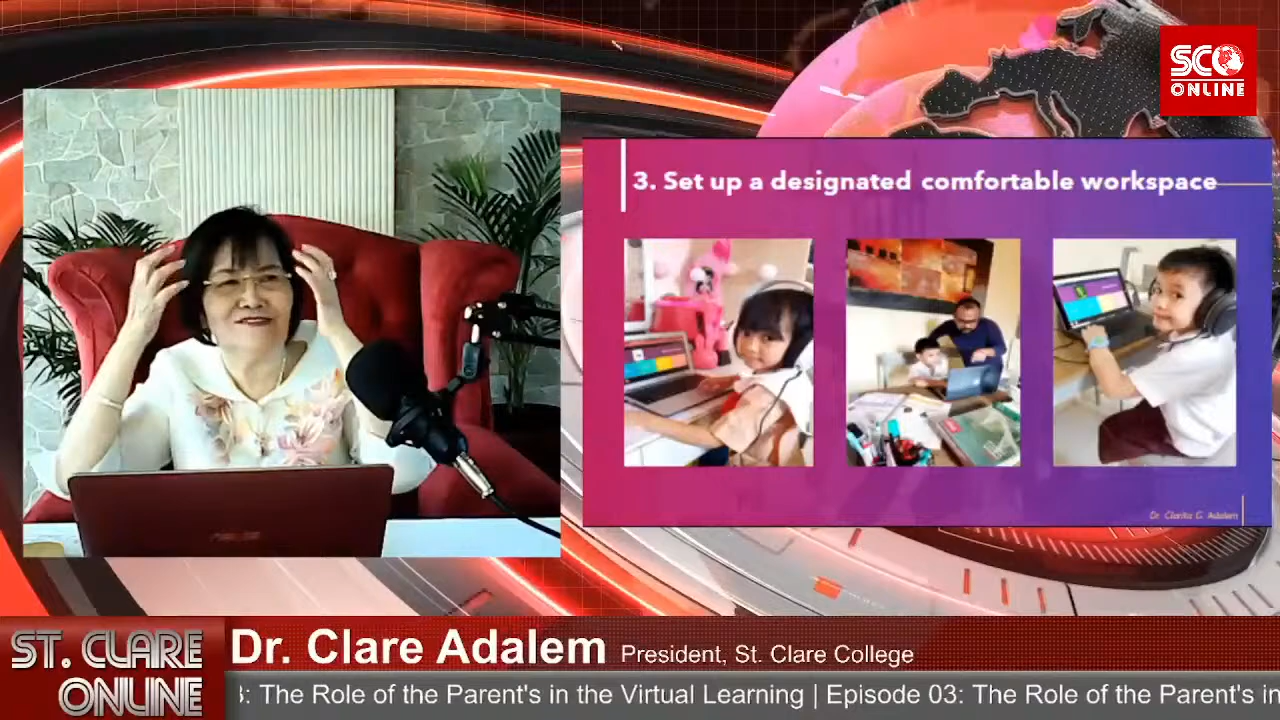 SCO
ONLINE
3. Set up a designated comfortable workspace
Dr. Clarita G. Adalem
ASUS
ST. CLARE
ONLINE
Dr. Clare Adalem President, St. Clare College
3: The Role of the Parent's in the Virtual Learning | Episode 03: The Role of the Parent's in